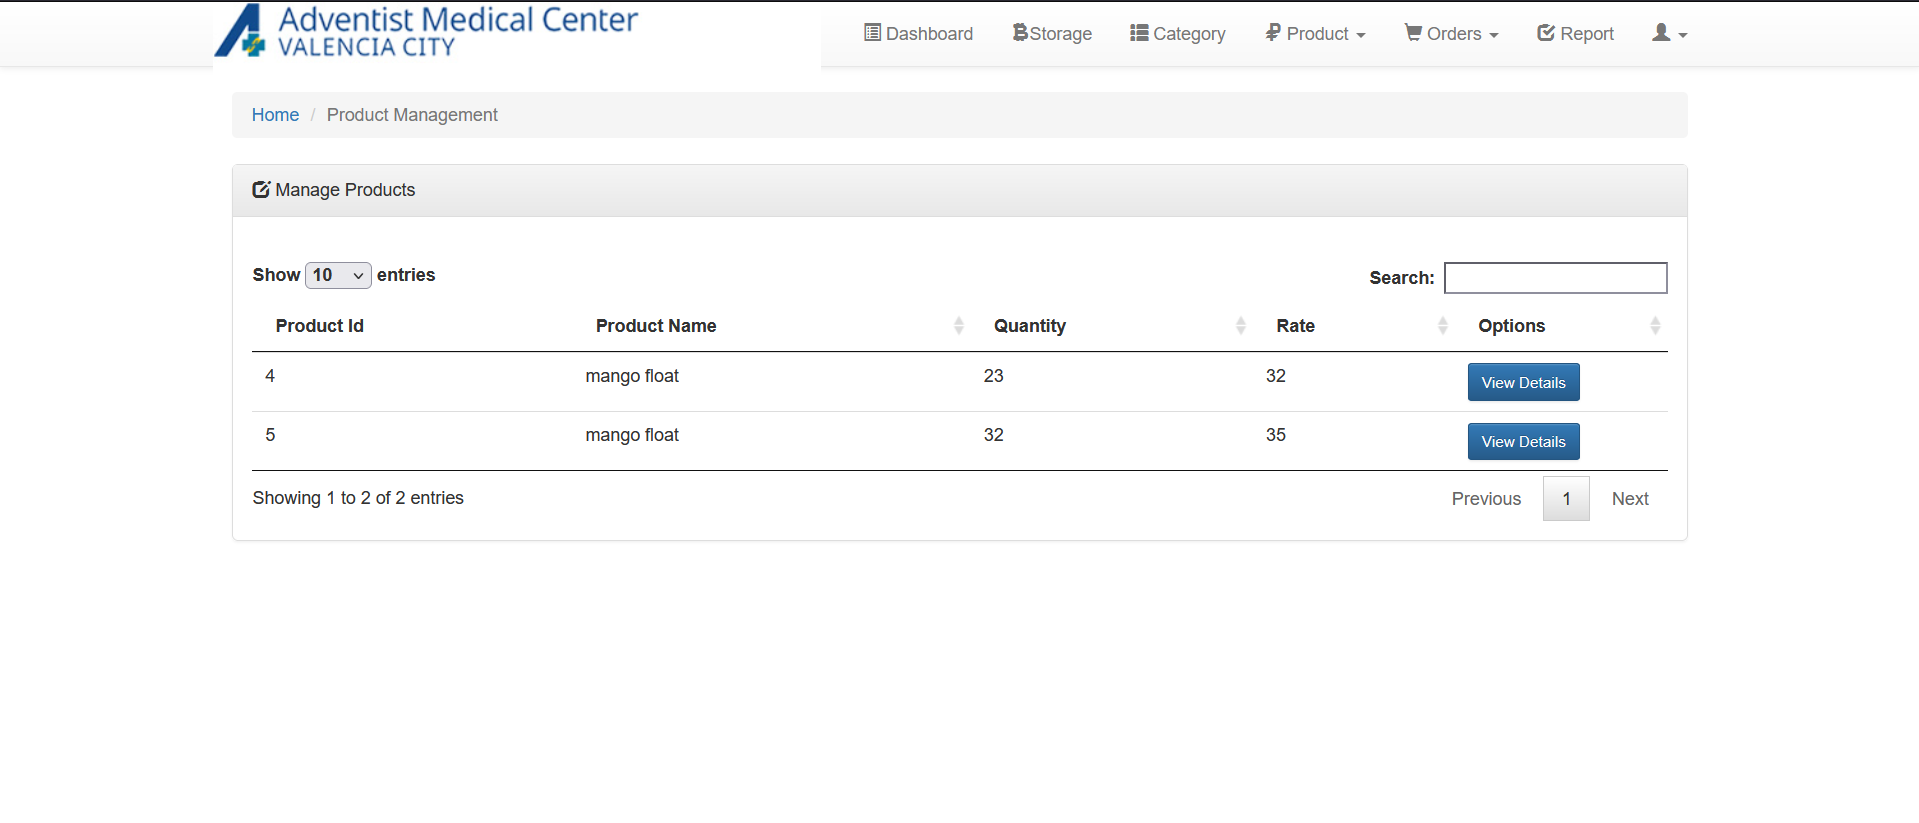 Adventist Medical Center
VALENCIA CITY
Dashboard Storage Category Product Orders Report
Home / Product Management
Manage Products
Show 10 entries Search:
Product Id Product Name Quantity Rate Options
4 mango float 23 32 View Details
5 mango float 32 35 View Details
Showing 1 to 2 of 2 entries Previous 1 Next